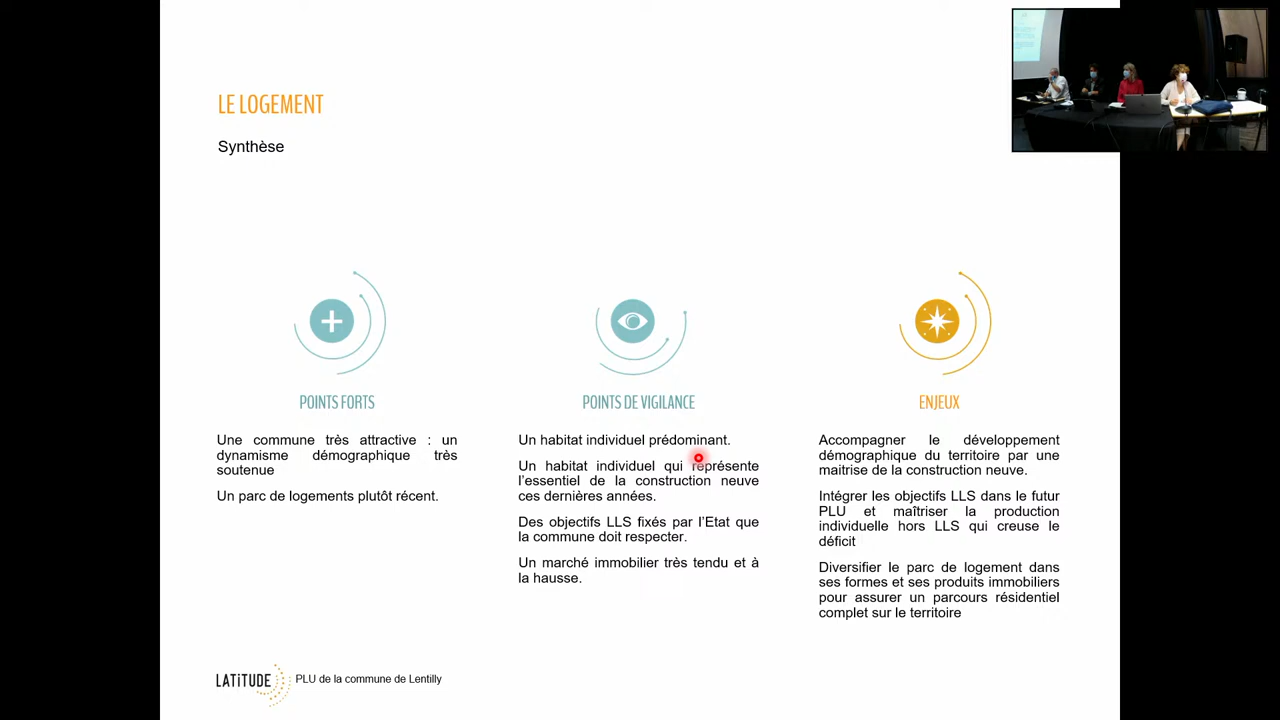 LE LOGEMENT
Synthèse
POINTS FORTS
Une commune très attractive : un
dynamisme démographique très
soutenue
Un parc de logements plutôt récent.
POINTS DE VIGILANCE
Un habitat individuel prédominant.
Un habitat individuel qui représente
l’essentiel de la construction neuve
ces dernières années.
Des objectifs LLS fixés par l’Etat que
la commune doit respecter.
Un marché immobilier très tendu et à
la hausse.
ENJEUX
Accompagner le développement
démographique du territoire par une
maitrise de la construction neuve.
Intégrer les objectifs LLS dans le futur
PLU et maîtriser la production
individuelle hors LLS qui creuse le
déficit
Diversifier le parc de logement dans
ses formes et ses produits immobiliers
pour assurer un parcours résidentiel
complet sur le territoire
LATITUDE
PLU de la commune de Lentilly